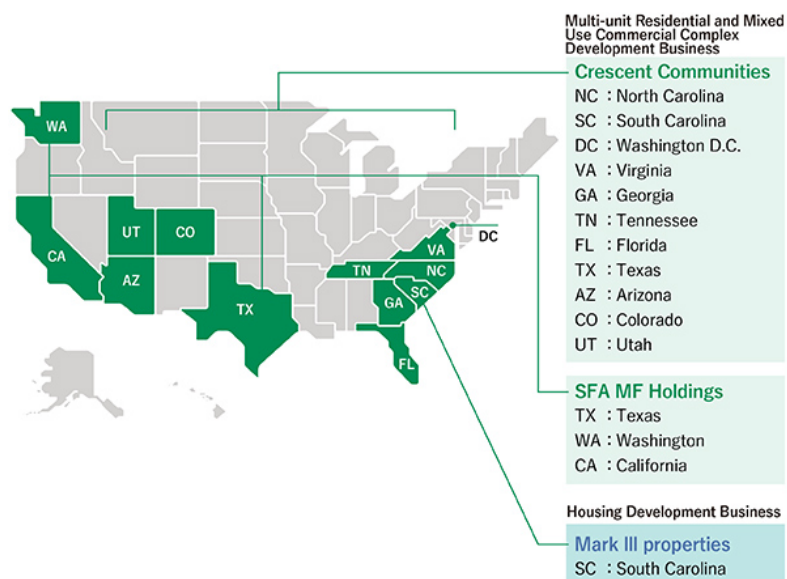 Multi-unit Residential and Mixed
Use Commercial Complex
Development Business
Crescent Communities
NC : North Carolina
SC : South Carolina
DC : Washington D.C.
VA : Virginia
GA : Georgia
TN : Tennessee
FL : Florida
TX : Texas
AZ : Arizona
CO : Colorado
UT : Utah
SFA MF Holdings
TX : Texas
WA : Washington
CA : California
Housing Development Business
Mark III properties
SC : South Carolina
WA
UT
CO
CA
AZ
TX
DC
VA
TN
NC
SC
GA
FL